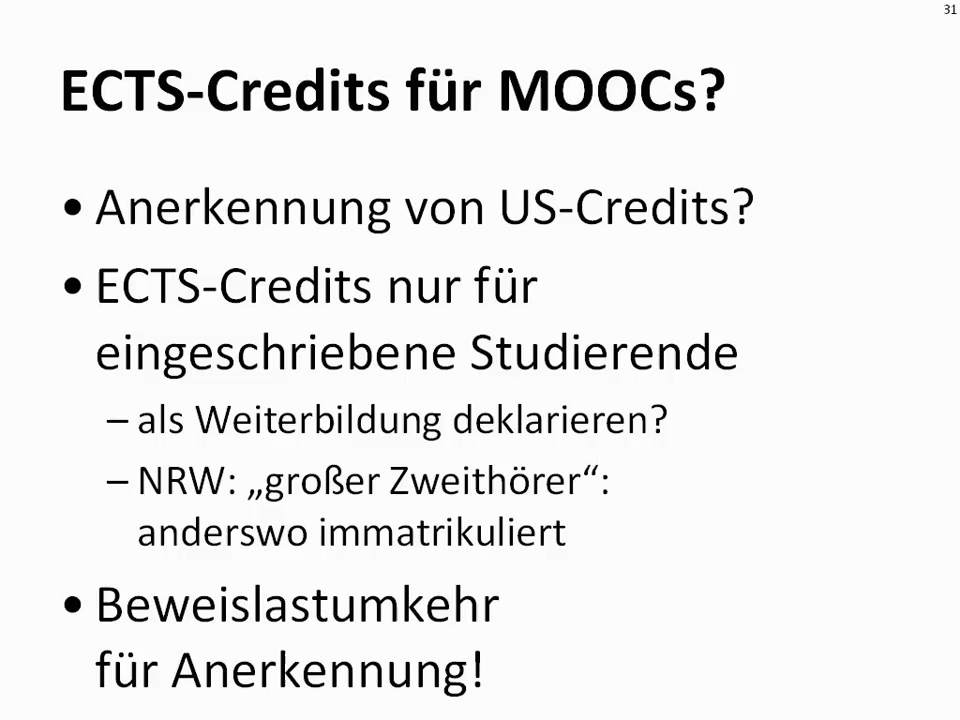 31
ECTS-Credits für MOOCs?
• Anerkennung von US-Credits?
• ECTS-Credits nur für
eingeschriebene Studierende
– als Weiterbildung deklarieren?
– NRW: „großer Zweithörer“:
anderswo immatrikuliert
• Beweislastumkehr
für Anerkennung!